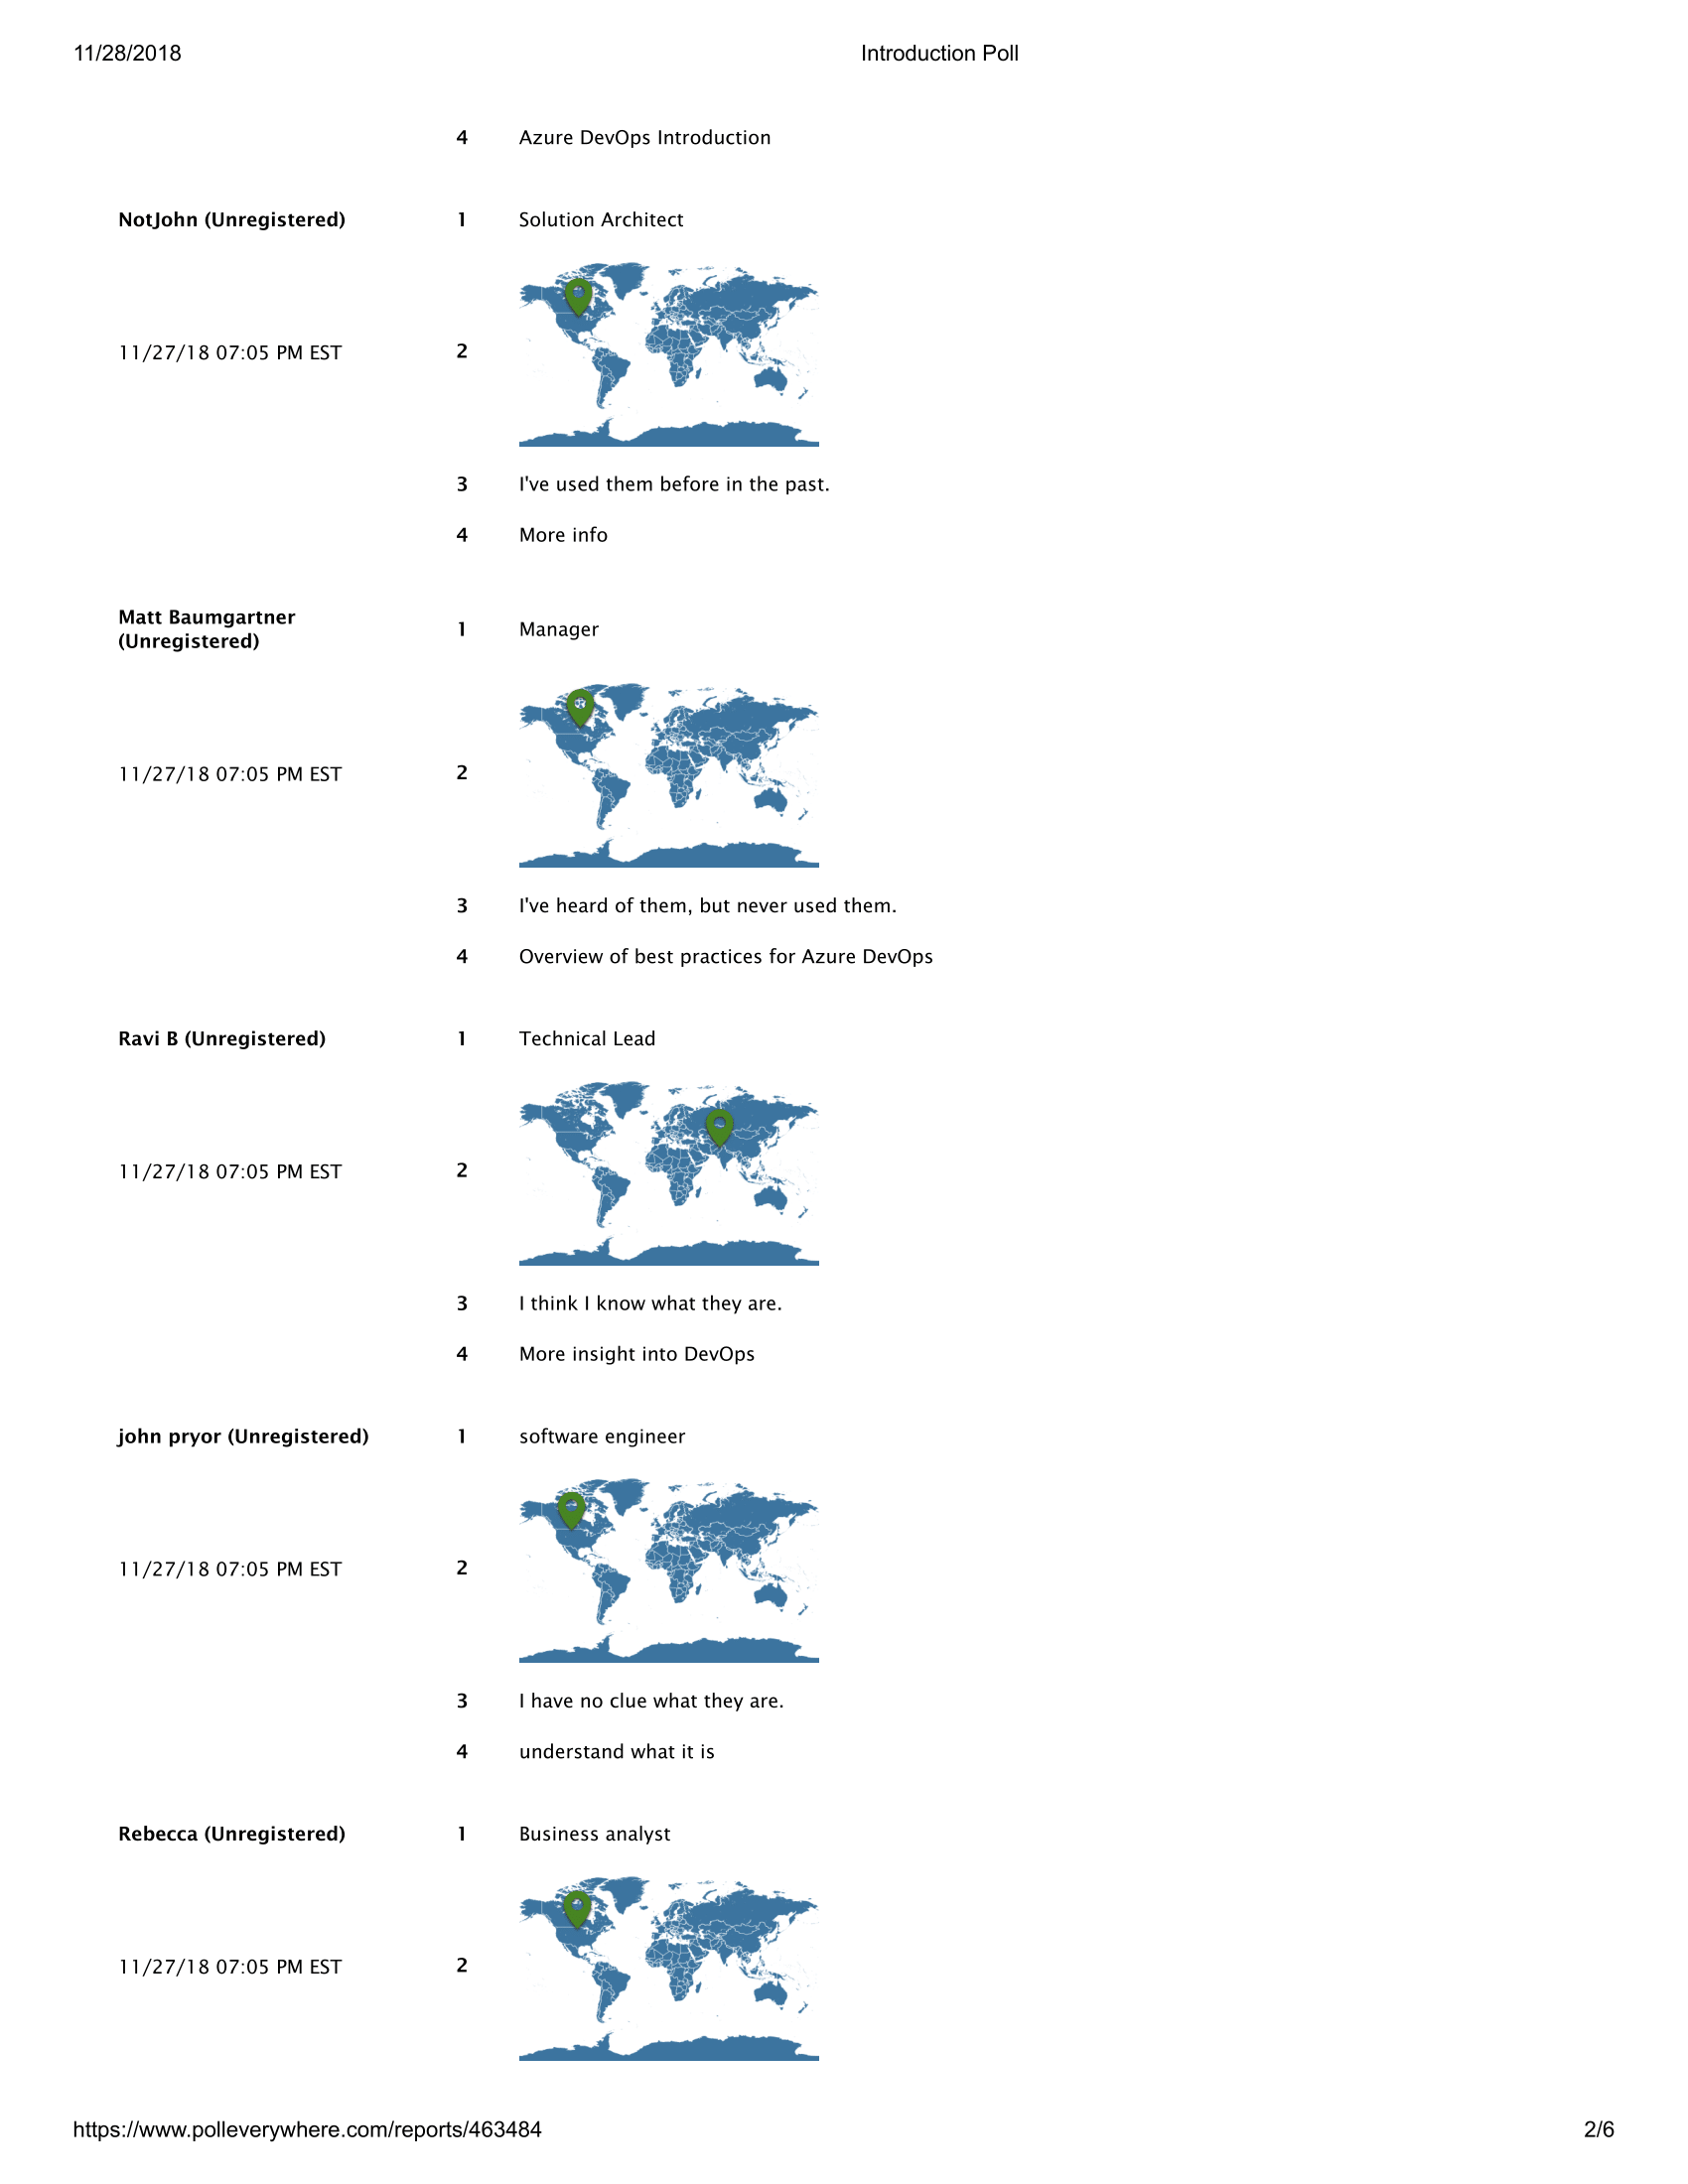 11/28/2018 Introduction Poll
4 Azure DevOps Introduction
NotJohn (Unregistered) 1 Solution Architect
11/27/18 07:05 PM EST 2
3 I've used them before in the past.
4 More info
Matt Baumgartner
(Unregistered)
1 Manager
11/27/18 07:05 PM EST 2
3 I've heard of them, but never used them.
4 Overview of best practices for Azure DevOps
Ravi B (Unregistered) 1 Technical Lead
11/27/18 07:05 PM EST 2
3 I think I know what they are.
4 More insight into DevOps
john pryor (Unregistered) 1 software engineer
11/27/18 07:05 PM EST 2
3 I have no clue what they are.
4 understand what it is
Rebecca (Unregistered) 1 Business analyst
11/27/18 07:05 PM EST 2
https://www.polleverywhere.com/reports/463484 2/6